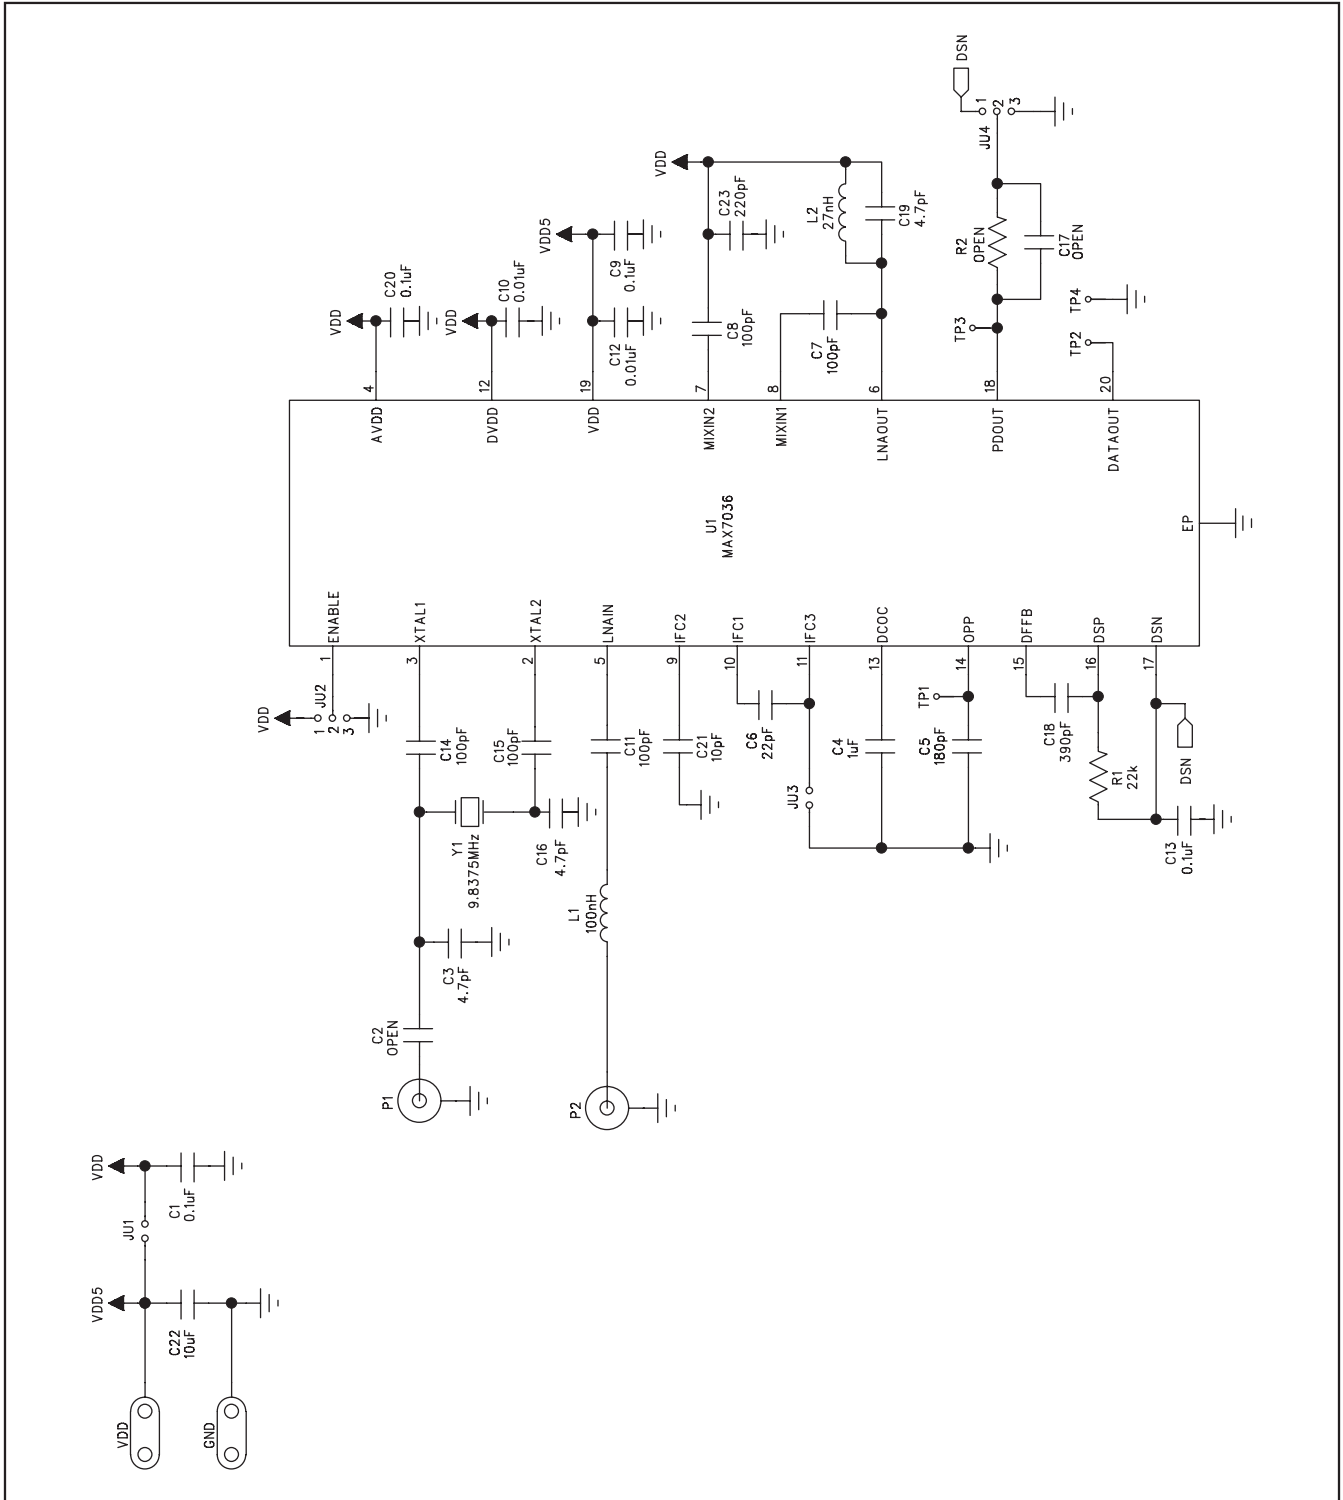 VDD
GND
VDD5
C22
10uF
JU1
VDD
C1
0.1uF
P1
C2
OPEN
C3
4.7pF
Y1
9.8375MHz
C14
100pF
C15
100pF
C16
4.7pF
P2
L1
100nH
C11
100pF
C21
10pF
VDD
JU2
1
2
3
C6
22pF
JU3
C4
1uF
TP1
C5
180pF
C18
390pF
R1
22k
DSN
C13
0.1uF
1
3
2
5
9
10
11
13
14
15
16
17
ENABLE
XTAL1
XTAL2
LNAIN
IFC2
IFC1
IFC3
DCOC
OPP
DFFB
DSP
DSN
U1
MAX7036
EP
AVDD
DVDD
VDD
MIXIN2
MIXIN1
LNAOUT
PDOUT
DATAOUT
4
12
19
7
8
6
18
20
VDD
C20
0.1uF
VDD
C10
0.01uF
VDD5
C9
0.1uF
C12
0.01uF
VDD
C23
220pF
C8
100pF
C7
100pF
L2
27nH
C19
4.7pF
TP3
R2
OPEN
C17
OPEN
TP2
TP4
JU4
1
2
3
DSN